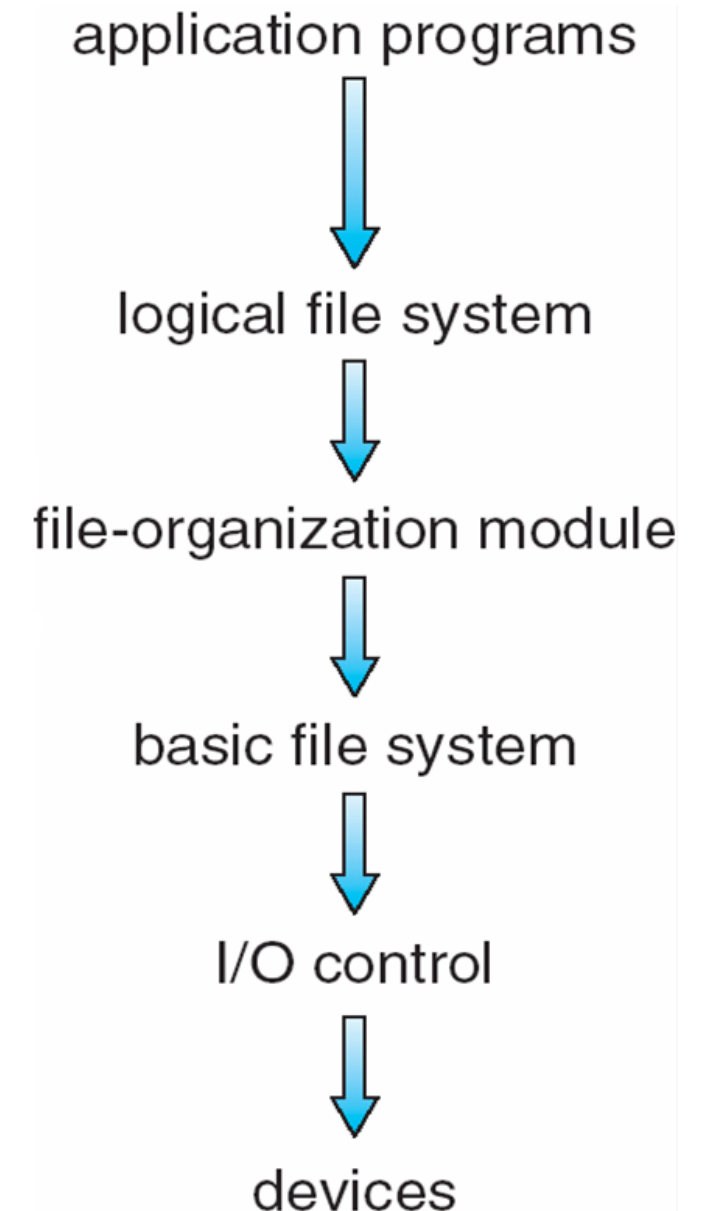 application programs
logical file system
file-organization module
basic file system
I/O control
devices